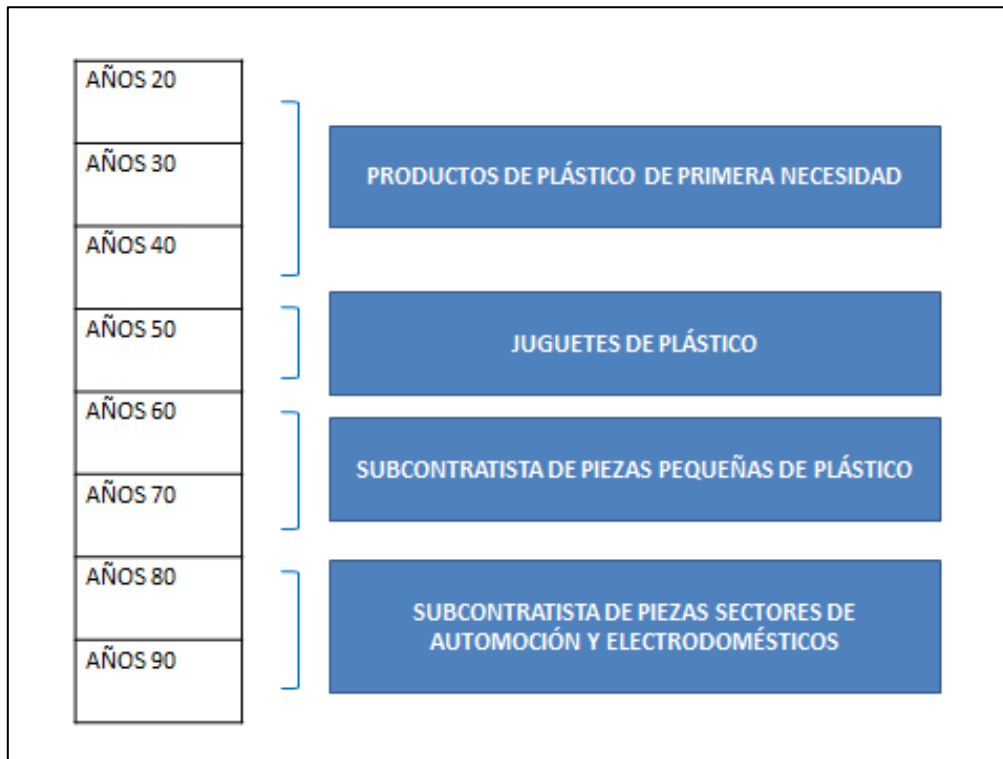 AÑOS 20
AÑOS 30
PRODUCTOS DE PLÁSTICO DE PRIMERA NECESIDAD
AÑOS 40
AÑOS 50
JUGUETES DE PLÁSTICO
AÑOS 60
SUBCONTRATISTA DE PIEZAS PEQUEÑAS DE PLÁSTICO
AÑOS 70
AÑOS 80
SUBCONTRATISTA DE PIEZAS SECTORES DE
AUTOMOCIÓN Y ELECTRODOMÉSTICOS
AÑOS 90